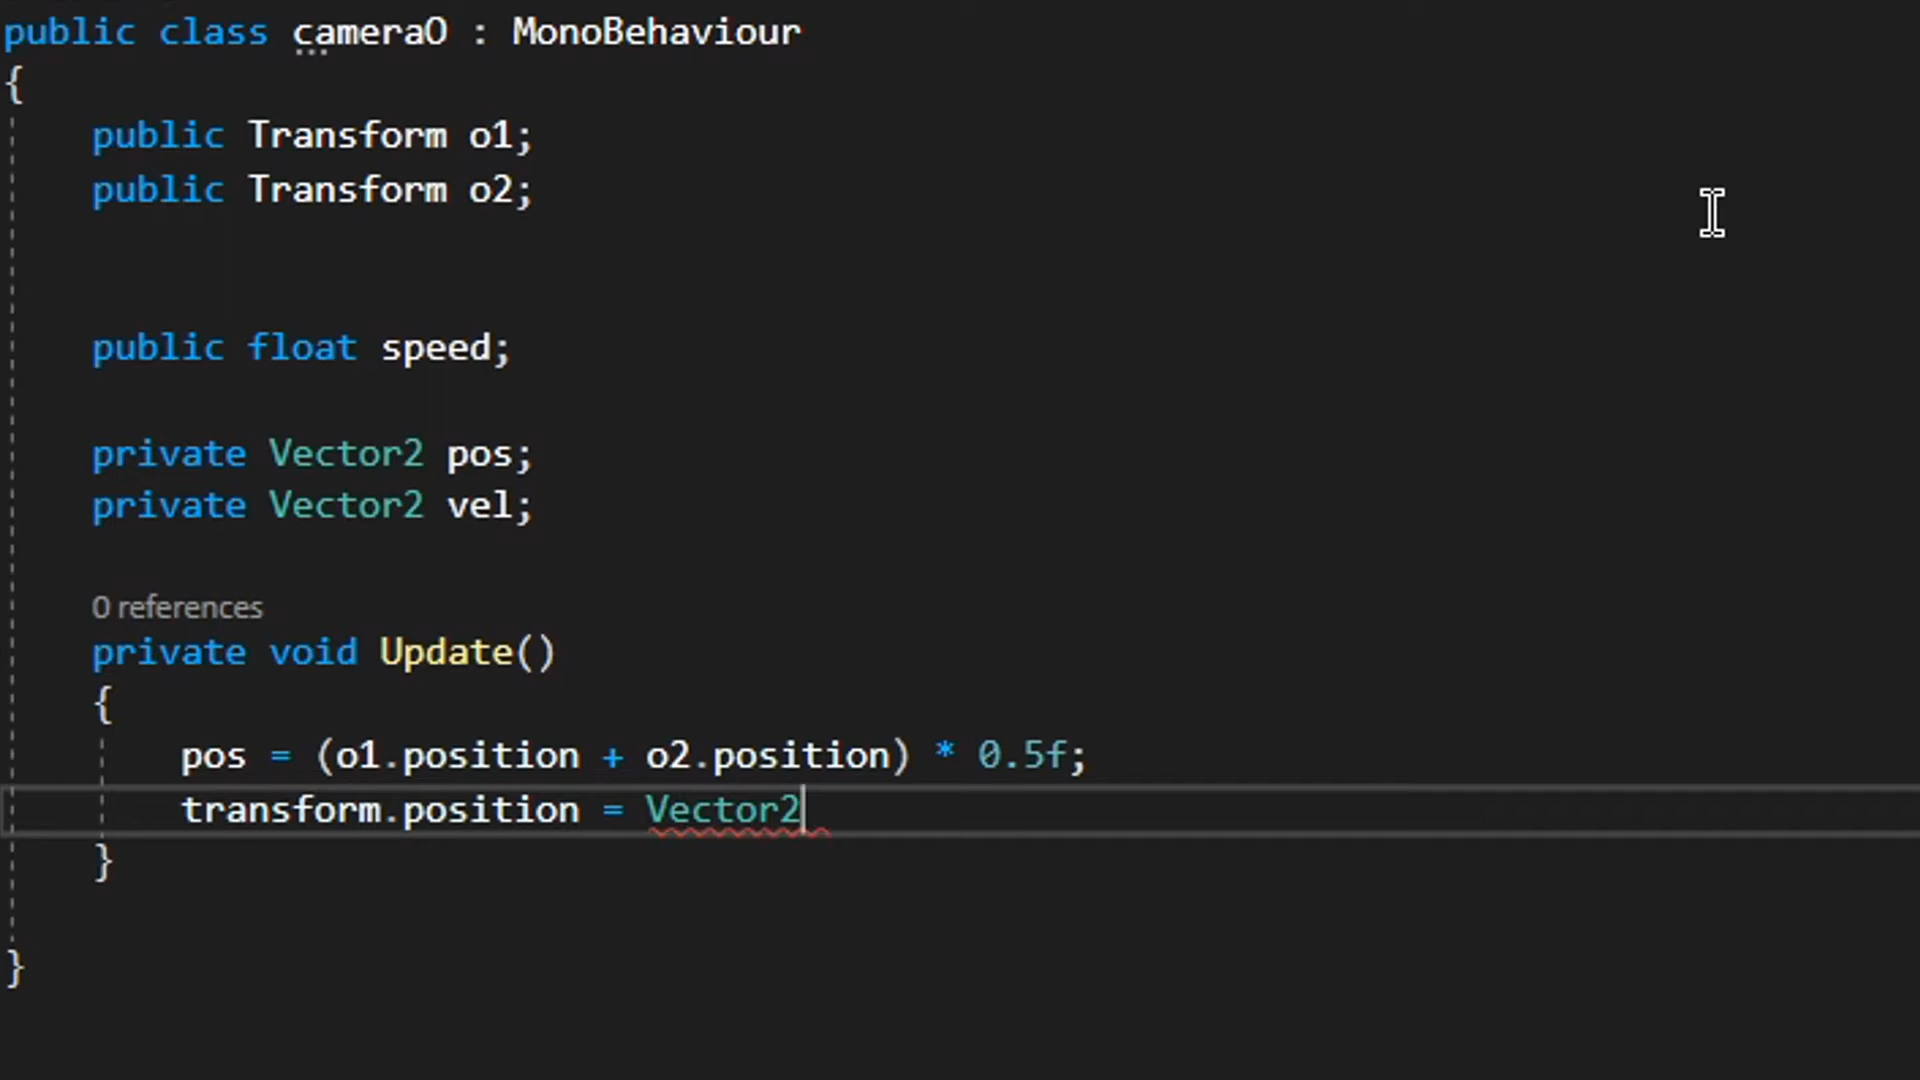 public class cameraO : MonoBehaviour
{
public Transform o1;
public Transform o2;
public float speed;
private Vector2 pos;
private Vector2 vel;
0 references
private void Update()
{
pos = (o1.position + o2.position) * 0.5f;
transform.position = Vector2
}
}